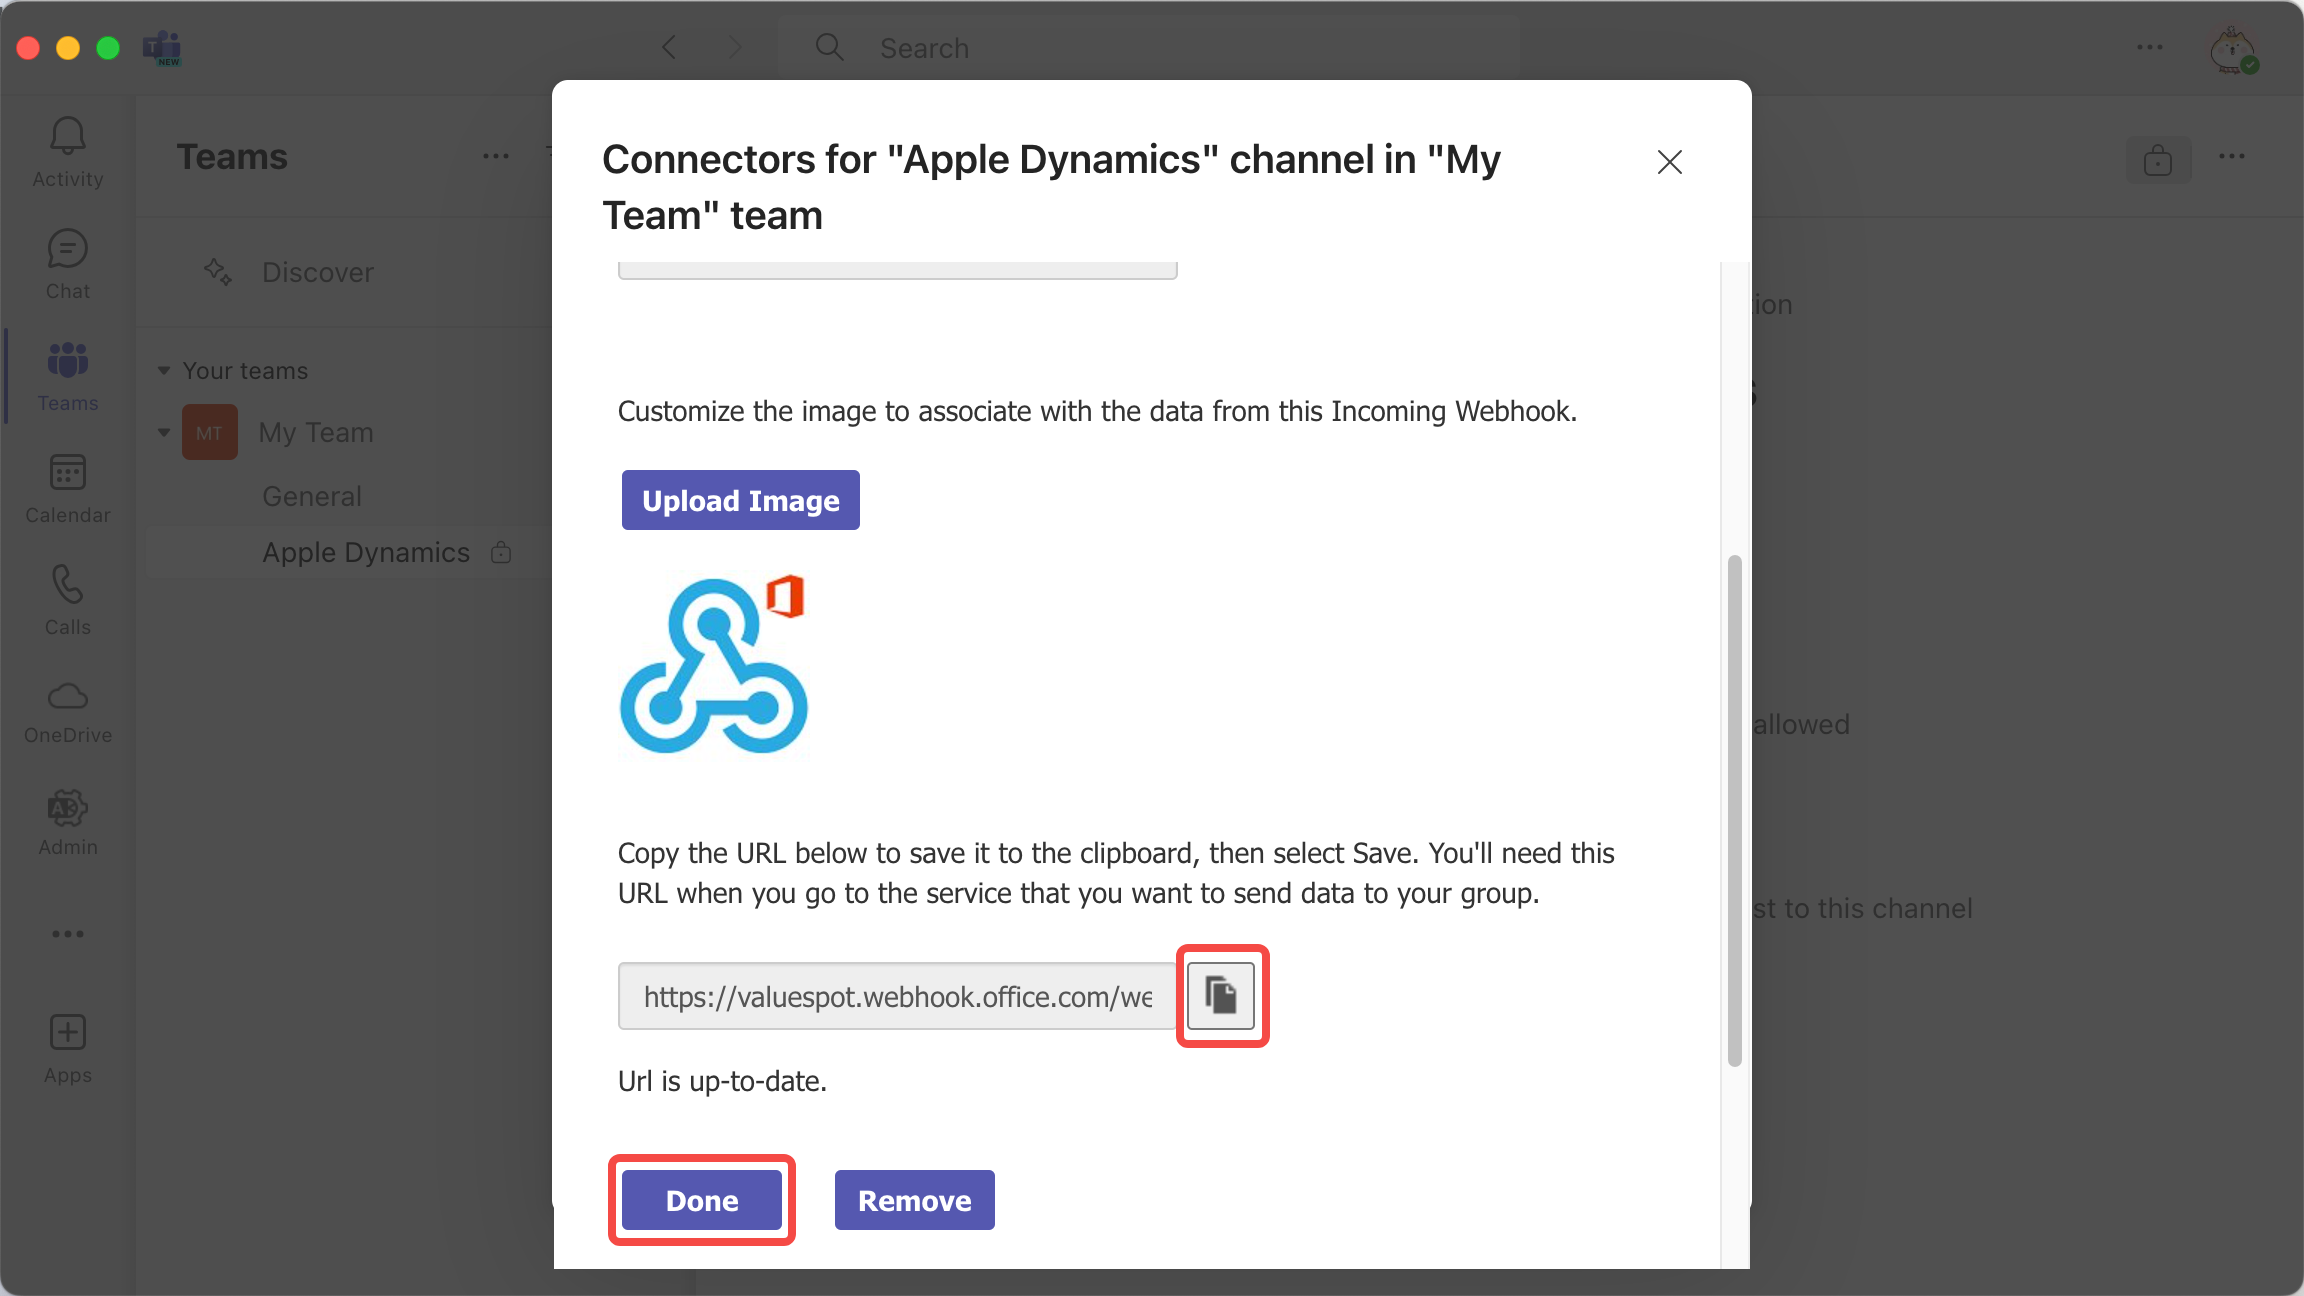 NEW
Search
Activity
Chat
Teams
Calendar
Calls
OneDrive
Admin
Apps
Teams
Discover
Your teams
MT
My Team
General
Apple Dynamics
Connectors for "Apple Dynamics" channel in "My
Team" team
Customize the image to associate with the data from this Incoming Webhook.
Upload Image
Copy the URL below to save it to the clipboard, then select Save. You'll need this
URL when you go to the service that you want to send data to your group.
https://valuespot.webhook.office.com/we
Url is up-to-date.
Done
Remove
tion
allowed
st to this channel